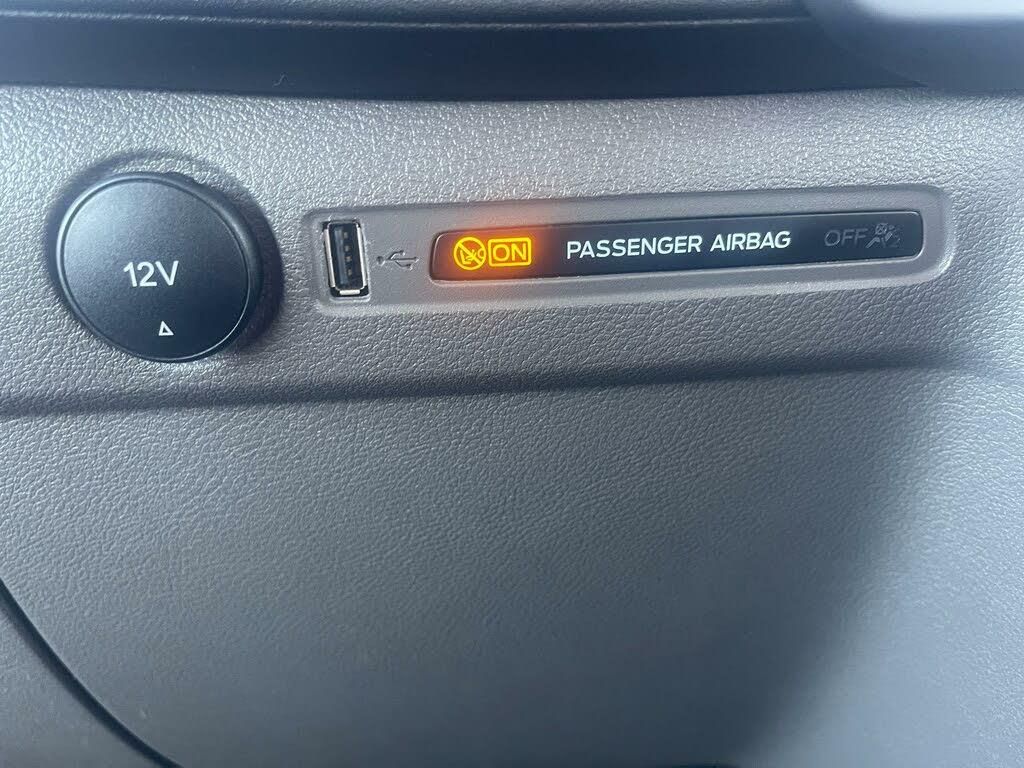 12V
ON PASSENGER AIRBAG OFF